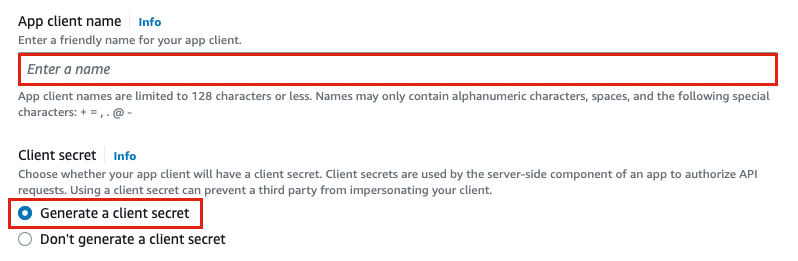 App client name Info
Enter a friendly name for your app client.
Enter a name
App client names are limited to 128 characters or less. Names may only contain alphanumeric characters, spaces, and the following special
characters: + = , . @ -
Client secret Info
Choose whether your app client will have a client secret. Client secrets are used by the server-side component of an app to authorize API
requests. Using a client secret can prevent a third party from impersonating your client.
Generate a client secret
Don't generate a client secret